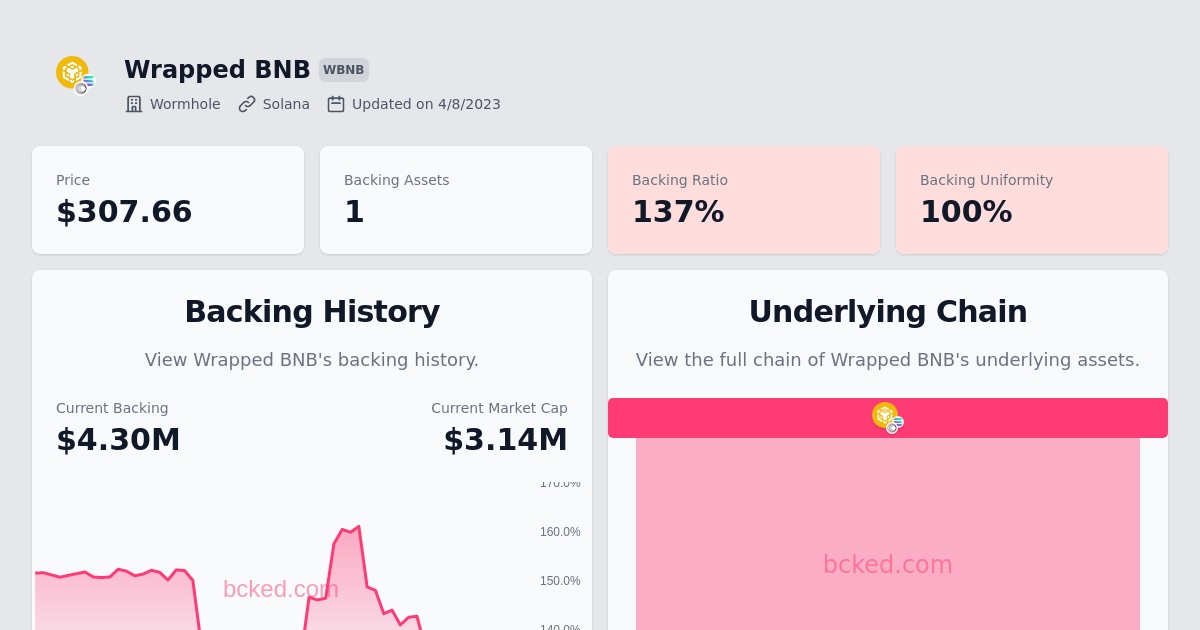 Wrapped BNB WBNB
Wormhole Solana Updated on 4/8/2023
Price
$307.66
Backing Assets
1
Backing Ratio
137%
Backing Uniformity
100%
Backing History
View Wrapped BNB's backing history.
Current Backing
$4.30M
Current Market Cap
$3.14M
170.0%
160.0%
150.0%
140.0%
bcked.com
Underlying Chain
View the full chain of Wrapped BNB's underlying assets.
bcked.com